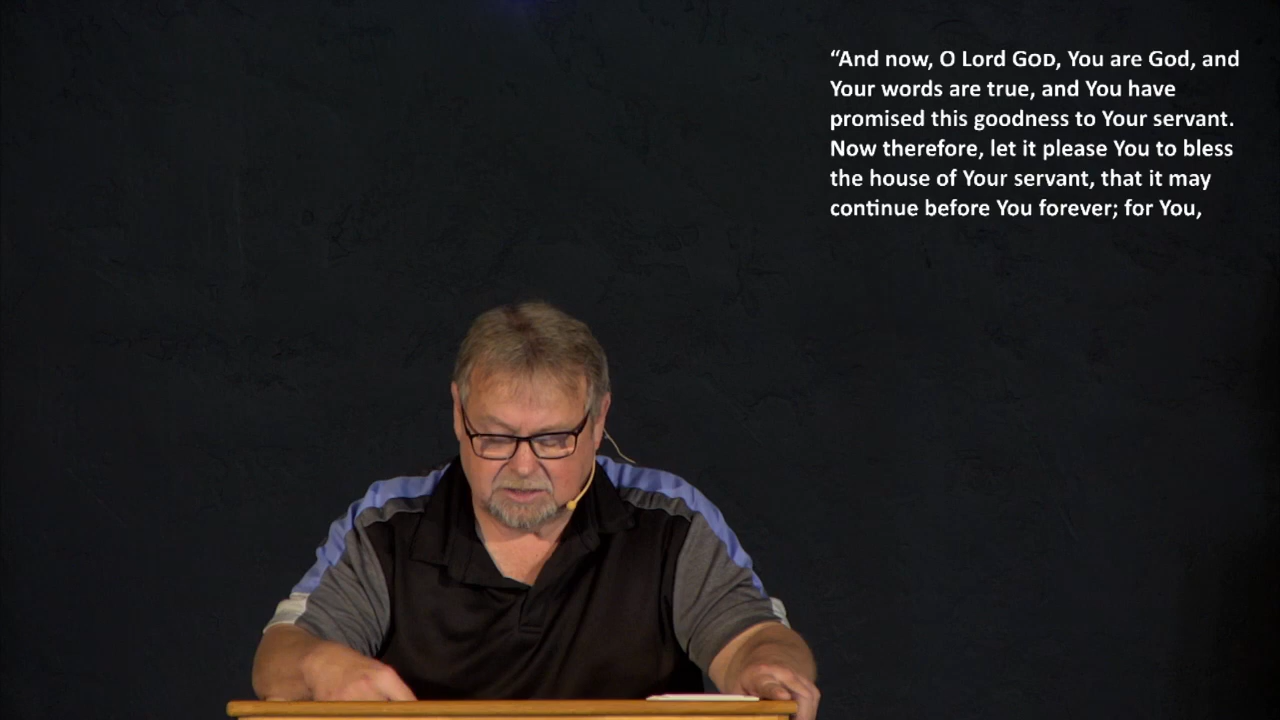 “And now, O Lord GOD, You are God, and
Your words are true, and You have
promised this goodness to Your servant.
Now therefore, let it please You to bless
the house of Your servant, that it may
continue before You forever; for You,